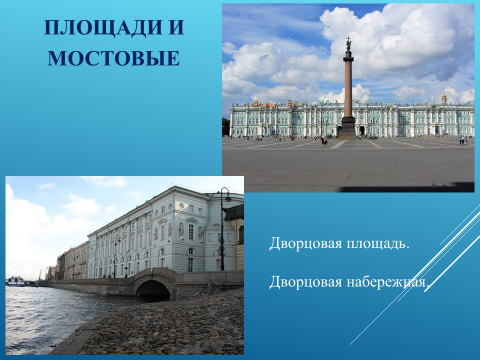 ПЛОЩАДИ И
МОСТОВЫЕ
Дворцовая площадь.
Дворцовая набережная.